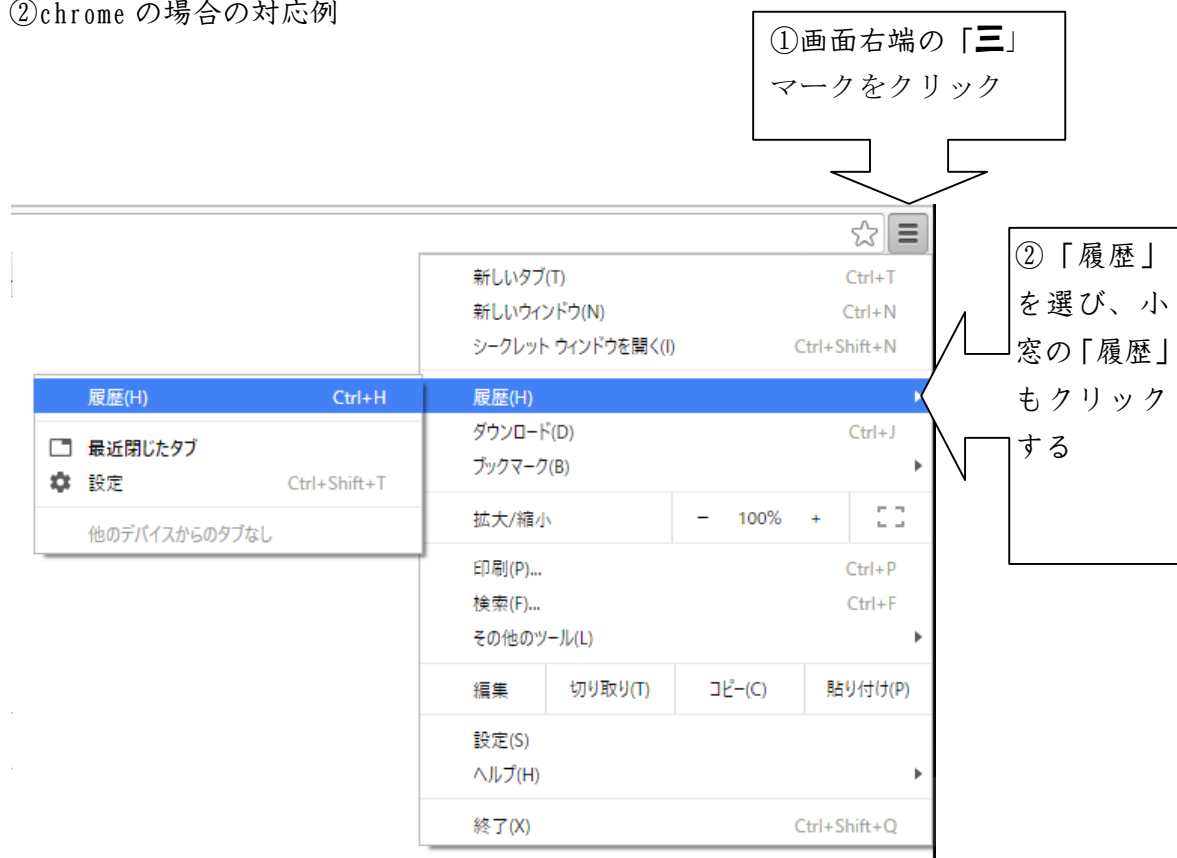 ②chrome の場合の対応例
①画面右端の「三」
マークをクリック
②「履歴」
を選び、小
窓の「履歴」
もクリック
する
新しいタブ(T) Ctrl+T
新しいウィンドウ(N) Ctrl+N
シークレット ウィンドウを開く(I) Ctrl+Shift+N
履歴(H)
ダウンロード(D) Ctrl+J
ブックマーク(B)
拡大/縮小 － 100% +
印刷(P)... Ctrl+P
検索(F)... Ctrl+F
その他のツール(L)
編集 切り取り(T) コピー(C) 貼り付け(P)
設定(S)
ヘルプ(H)
終了(X) Ctrl+Shift+Q
履歴(H) Ctrl+H
最近閉じたタブ
設定 Ctrl+Shift+T
他のデバイスからのタブなし